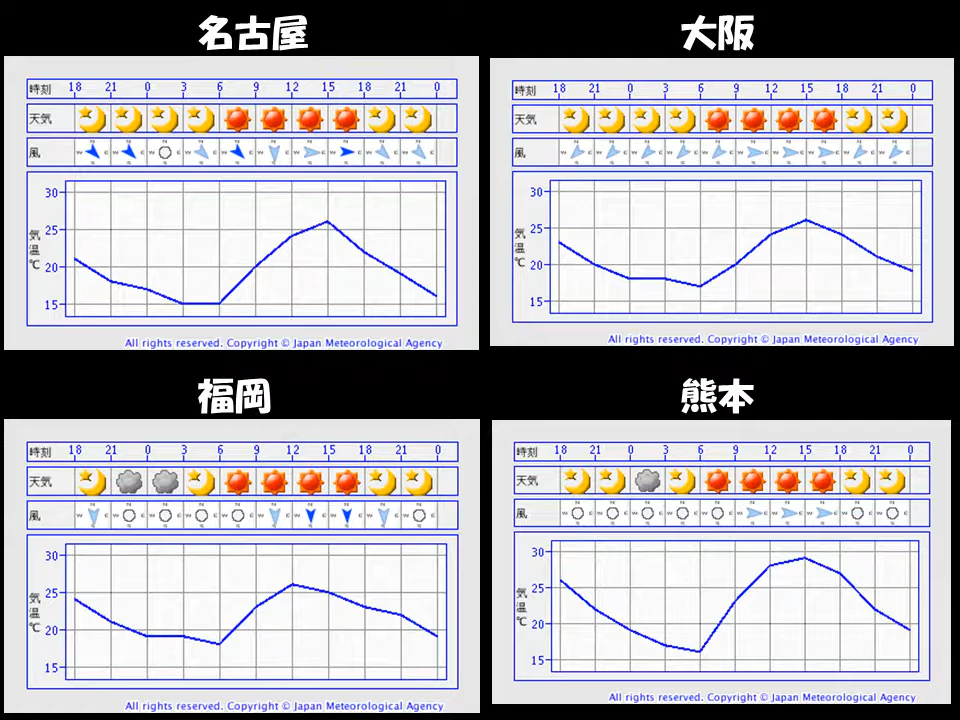 名古屋
時刻 18 21 0 3 6 9 12 15 18 21 0
天気
風
30
25
気温℃
20
15
All rights reserved. Copyright © Japan Meteorological Agency
大阪
時刻 18 21 0 3 6 9 12 15 18 21 0
天気
風
30
25
気温℃
20
15
All rights reserved. Copyright © Japan Meteorological Agency
福岡
時刻 18 21 0 3 6 9 12 15 18 21 0
天気
風
30
25
気温℃
20
15
All rights reserved. Copyright © Japan Meteorological Agency
熊本
時刻 18 21 0 3 6 9 12 15 18 21 0
天気
風
30
25
気温℃
20
15
All rights reserved. Copyright © Japan Meteorological Agency